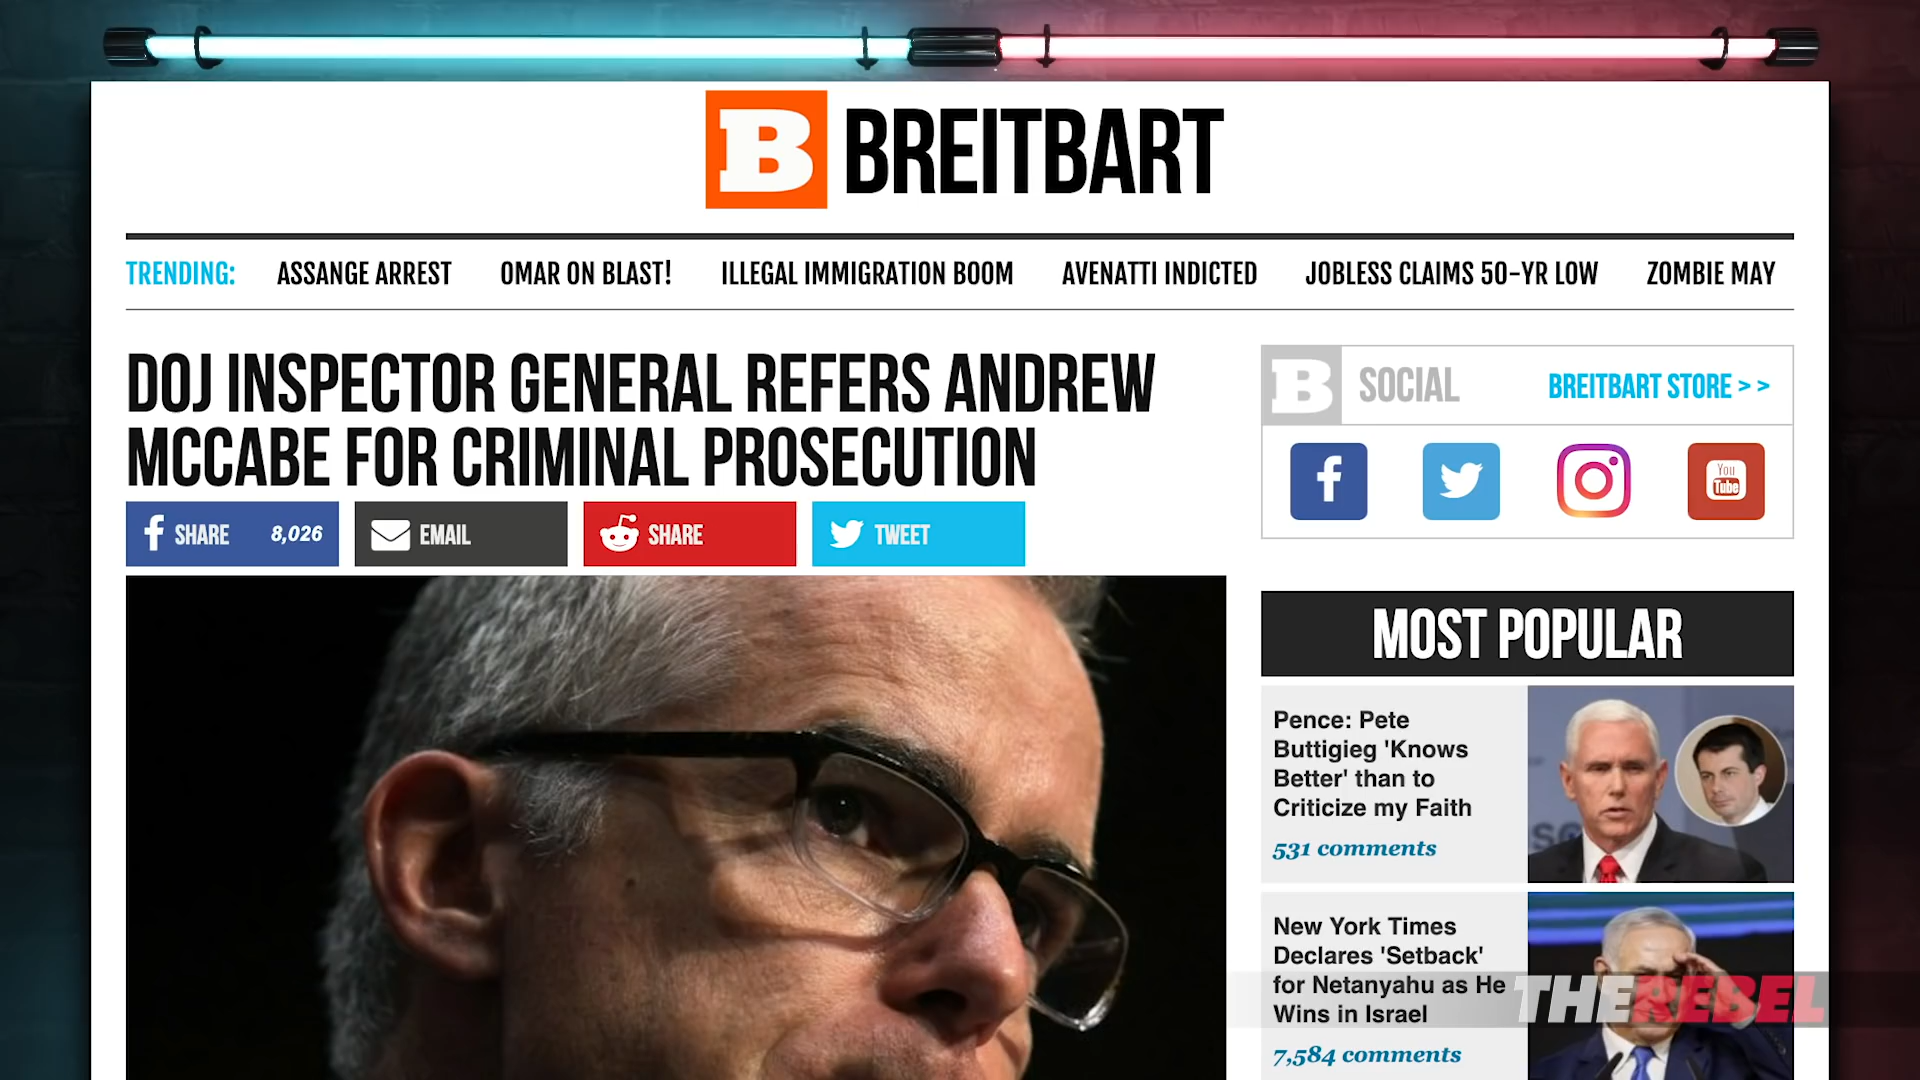 B BREITBART
TRENDING: ASSANGE ARREST OMAR ON BLAST! ILLEGAL IMMIGRATION BOOM AVENATTI INDICTED JOBLESS CLAIMS 50-YR LOW ZOMBIE MAY
DOJ INSPECTOR GENERAL REFERS ANDREW
MCCABE FOR CRIMINAL PROSECUTION
f SHARE 8,026 EMAIL SHARE TWEET
B SOCIAL BREITBART STORE >>
f You
Tube
MOST POPULAR
Pence: Pete
Buttigieg 'Knows
Better' than to
Criticize my Faith
531 comments
New York Times
Declares 'Setback'
for Netanyahu as He
Wins in Israel
7,584 comments
THE REBEL